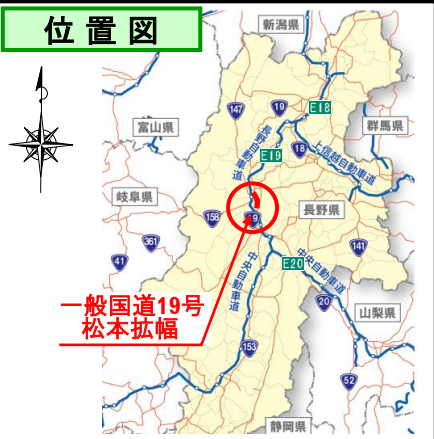 位置図
新潟県
147
19
E18
富山県
長野自動車道
18
群馬県
E19
上信越自動車道
岐阜県
158
19
長野県
361
41
E20
中央自動車道
141
中央自動車道
20
一般国道19号
松本拡幅
山梨県
153
52
静岡県